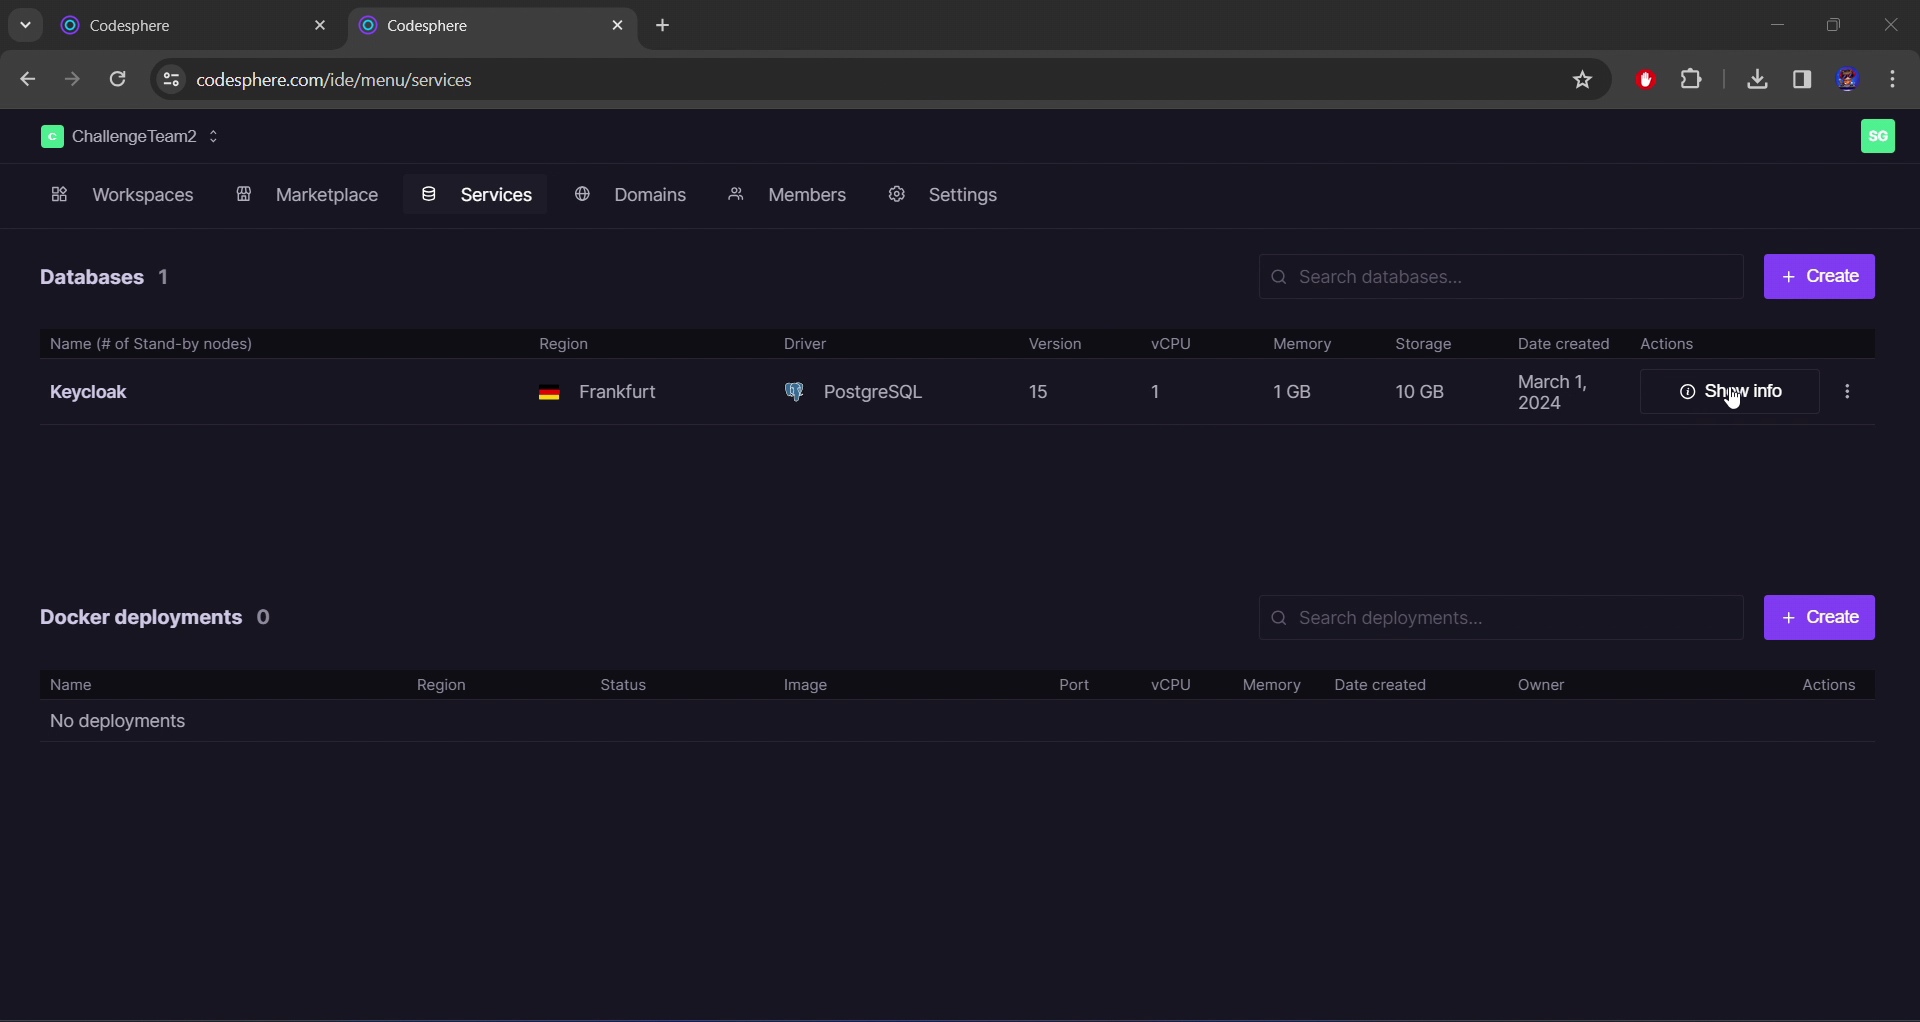 Codesphere
Codesphere
codesphere.com/ide/menu/services
C ChallengeTeam2
SG
Workspaces Marketplace Services Domains Members Settings
Databases 1
Search databases...
+ Create
Name (# of Stand-by nodes) Region Driver Version vCPU Memory Storage Date created Actions
Keycloak Frankfurt PostgreSQL 15 1 1 GB 10 GB March 1, 2024 Show info
Docker deployments 0
Search deployments...
+ Create
Name Region Status Image Port vCPU Memory Date created Owner Actions
No deployments